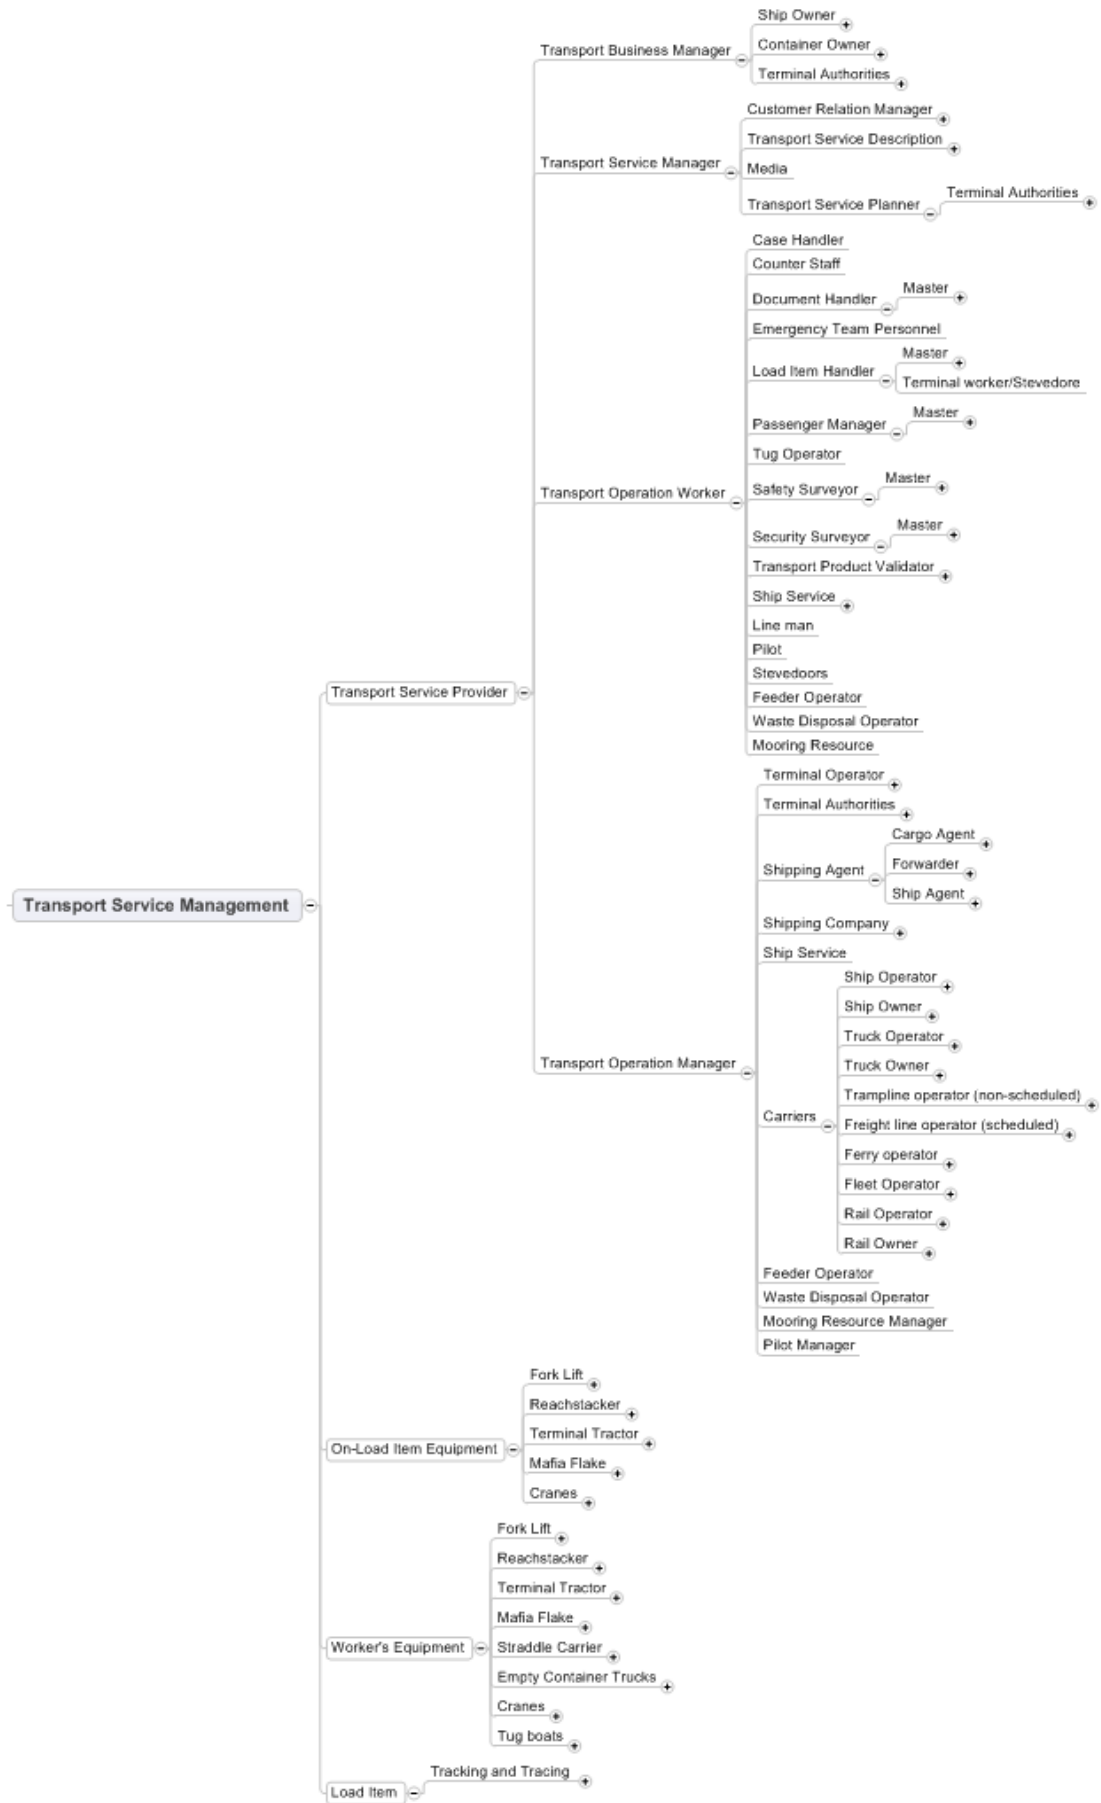 Ship Owner
Transport Business Manager
Container Owner
Terminal Authorities
Customer Relation Manager
Transport Service Description
Transport Service Manager
Media
Transport Service Planner
Terminal Authorities
Case Handler
Counter Staff
Document Handler
Master
Emergency Team Personnel
Load Item Handler
Master
Terminal worker/Stevedore
Passenger Manager
Master
Tug Operator
Transport Operation Worker
Safety Surveyor
Master
Security Surveyor
Master
Transport Product Validator
Ship Service
Line man
Pilot
Stevedoors
Transport Service Provider
Feeder Operator
Waste Disposal Operator
Mooring Resource
Terminal Operator
Terminal Authorities
Shipping Agent
Cargo Agent
Forwarder
Ship Agent
Transport Service Management
Shipping Company
Ship Service
Transport Operation Manager
Carriers
Ship Operator
Ship Owner
Truck Operator
Truck Owner
Trampline operator (non-scheduled)
Freight line operator (scheduled)
Ferry operator
Fleet Operator
Rail Operator
Rail Owner
Feeder Operator
Waste Disposal Operator
Mooring Resource Manager
Pilot Manager
On-Load Item Equipment
Fork Lift
Reachstacker
Terminal Tractor
Mafia Flake
Cranes
Worker's Equipment
Fork Lift
Reachstacker
Terminal Tractor
Mafia Flake
Straddle Carrier
Empty Container Trucks
Cranes
Tug boats
Load Item
Tracking and Tracing